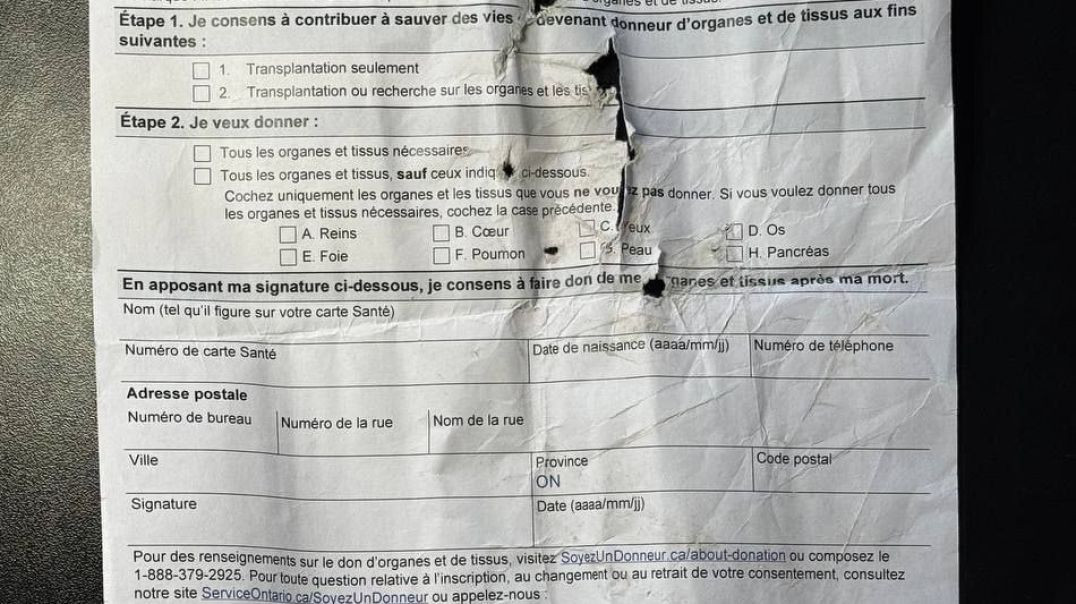 organes et de tissus.
Étape 1. Je consens à contribuer à sauver des vies devenant donneur d'organes et de tissus aux fins
suivantes :
1. Transplantation seulement
2. Transplantation ou recherche sur les organes et les
Étape 2. Je veux donner :
Tous les organes et tissus nécessaires
Tous les organes et tissus, sauf ceux ci-dessous.
Cochez uniquement les organes et les tissus que vous ne pas donner. Si vous voulez donner tous
les organes et tissus nécessaires, cochez la case précédente.
A. Reins B. Cœur C. D. Os
E. Foie F. Poumon Peau H. Pancréas
En apposant ma signature ci-dessous, je consens à faire don de et tissus après ma mort.
Nom (tel qu'il figure sur votre carte Santé)
Numéro de carte Santé Date de naissance (aaaa/mm/jj) Numéro de téléphone
Adresse postale
Numéro de bureau Numéro de la rue Nom de la rue
Ville Province Code postal
ON
Signature Date (aaaa/mm/jj)
Pour des renseignements sur le don d'organes et de tissus, visitez SoyezUnDonneur.ca/about-donation ou composez le
1-888-379-2925. Pour toute question relative à l'inscription, au changement ou au retrait de votre consentement, consultez
notre site ServiceOntario.ca/SoyezUnDonneur ou appelez-nous :